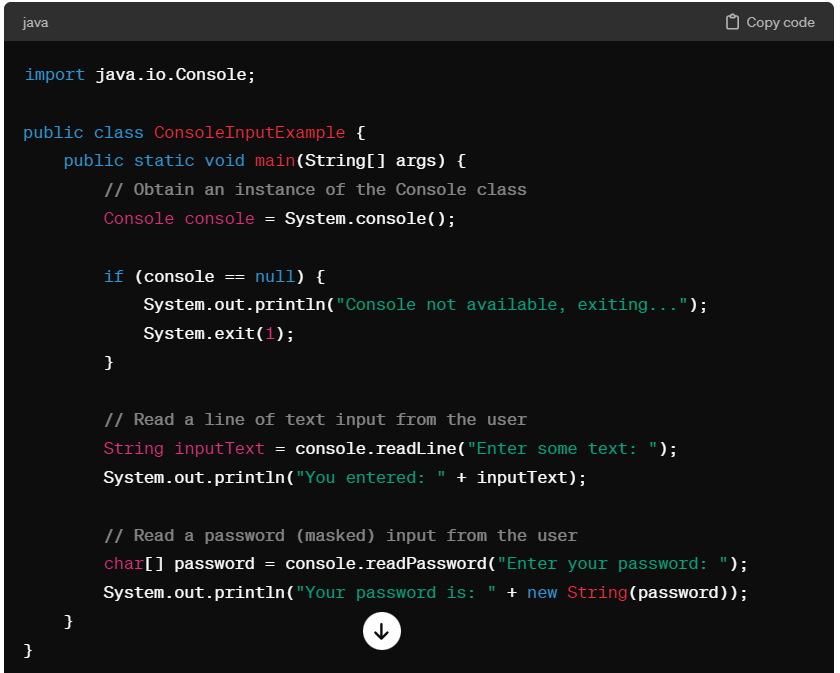 java
Copy code
import java.io.Console;
public class ConsoleInputExample {
    public static void main(String[] args) {
        // Obtain an instance of the Console class
        Console console = System.console();
        if (console == null) {
            System.out.println("Console not available, exiting...");
            System.exit(1);
        }
        // Read a line of text input from the user
        String inputText = console.readLine("Enter some text: ");
        System.out.println("You entered: " + inputText);
        // Read a password (masked) input from the user
        char[] password = console.readPassword("Enter your password: ");
        System.out.println("Your password is: " + new String(password));
    }
}